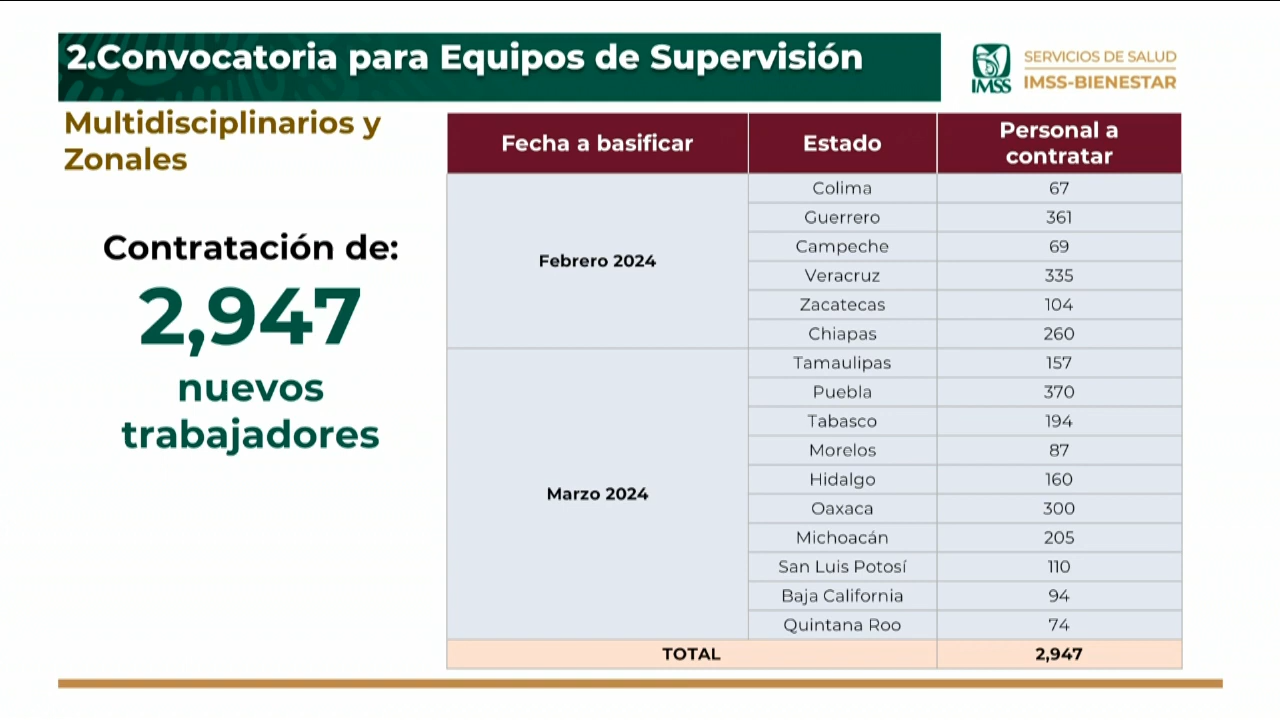 2.Convocatoria para Equipos de Supervisión
IMSS
SERVICIOS DE SALUD
IMSS-BIENESTAR
Multidisciplinarios y
Zonales
Contratación de:
2,947
nuevos
trabajadores
Fecha a basificar Estado Personal a contratar
Febrero 2024
Colima 67
Guerrero 361
Campeche 69
Veracruz 335
Zacatecas 104
Chiapas 260
Marzo 2024
Tamaulipas 157
Puebla 370
Tabasco 194
Morelos 87
Hidalgo 160
Oaxaca 300
Michoacán 205
San Luis Potosí 110
Baja California 94
Quintana Roo 74
TOTAL 2,947